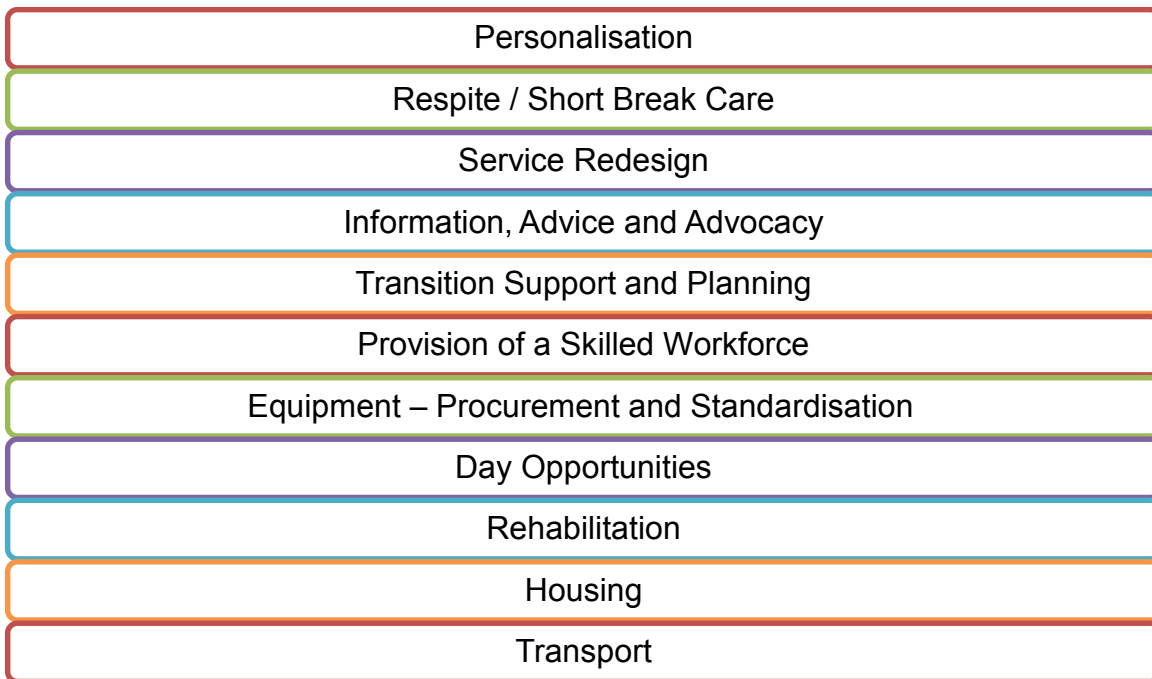 Personalisation
Respite / Short Break Care
Service Redesign
Information, Advice and Advocacy
Transition Support and Planning
Provision of a Skilled Workforce
Equipment – Procurement and Standardisation
Day Opportunities
Rehabilitation
Housing
Transport